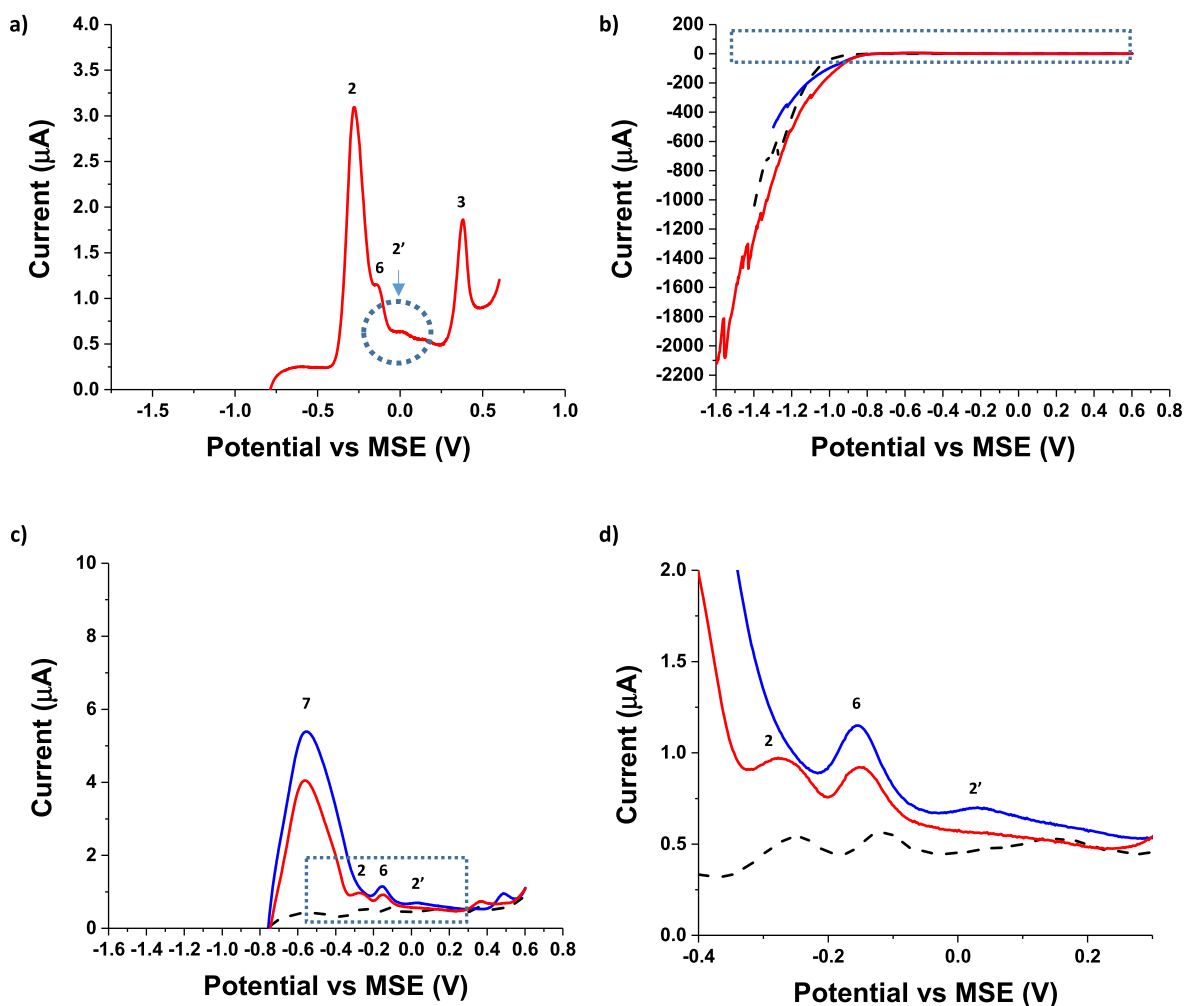 a)
4.0
3.5
3.0
2.5
2.0
1.5
1.0
0.5
0.0
-1.5 -1.0 -0.5 0.0 0.5 1.0
Current (μA)
Potential vs MSE (V)
2
6
2’
3
b)
200
0
-200
-400
-600
-800
-1000
-1200
-1400
-1600
-1800
-2000
-2200
-1.6 -1.4 -1.2 -1.0 -0.8 -0.6 -0.4 -0.2 0.0 0.2 0.4 0.6 0.8
Current (μA)
Potential vs MSE (V)
c)
10
8
6
4
2
0
-1.6 -1.4 -1.2 -1.0 -0.8 -0.6 -0.4 -0.2 0.0 0.2 0.4 0.6 0.8
Current (μA)
Potential vs MSE (V)
7
2 6 2’
d)
2.0
1.5
1.0
0.5
0.0
-0.4 -0.2 0.0 0.2
Current (μA)
Potential vs MSE (V)
6
2
2’